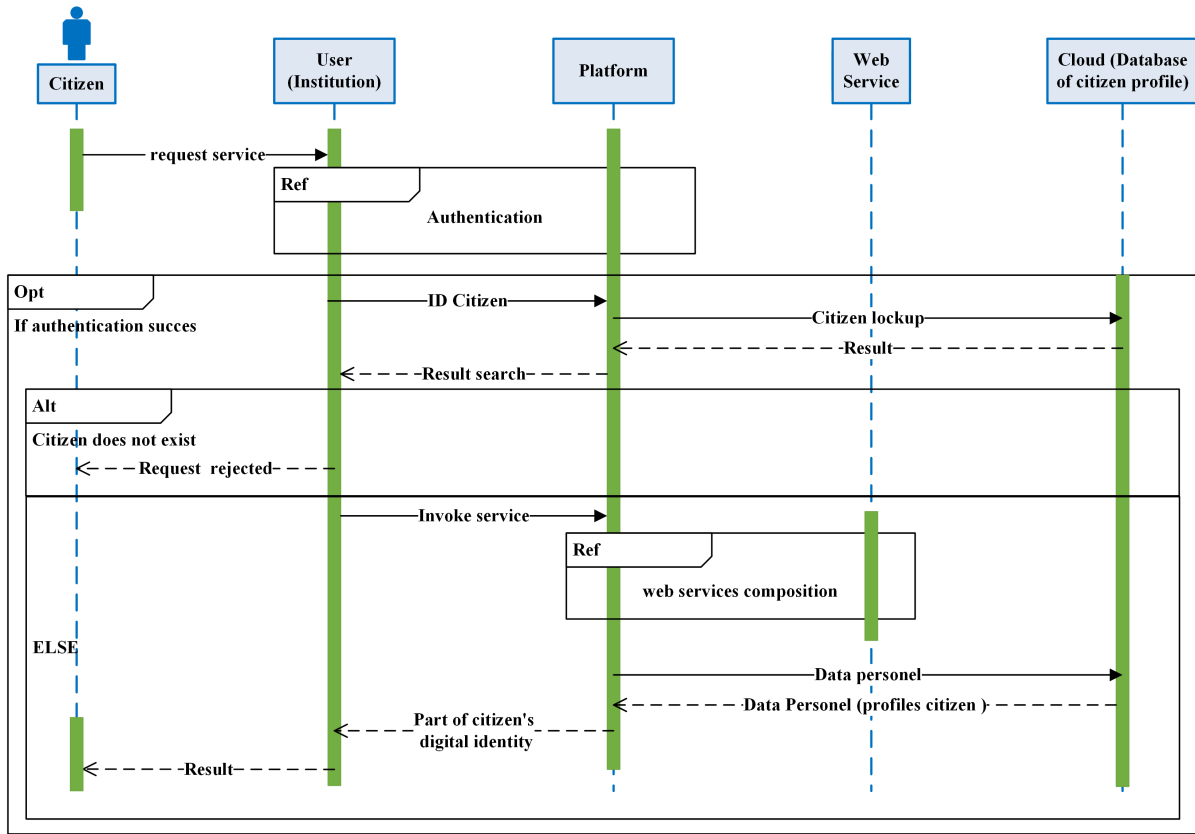 Citizen
User
(Institution)
Platform
Web
Service
Cloud (Database
of citizen profile)
request service
Ref
Authentication
Opt
If authentication succes
ID Citizen
Citizen lockup
Result
Result search
Alt
Citizen does not exist
Request rejected
Invoke service
Ref
web services composition
ELSE
Data personel
Data Personel (profiles citizen )
Part of citizen's
digital identity
Result